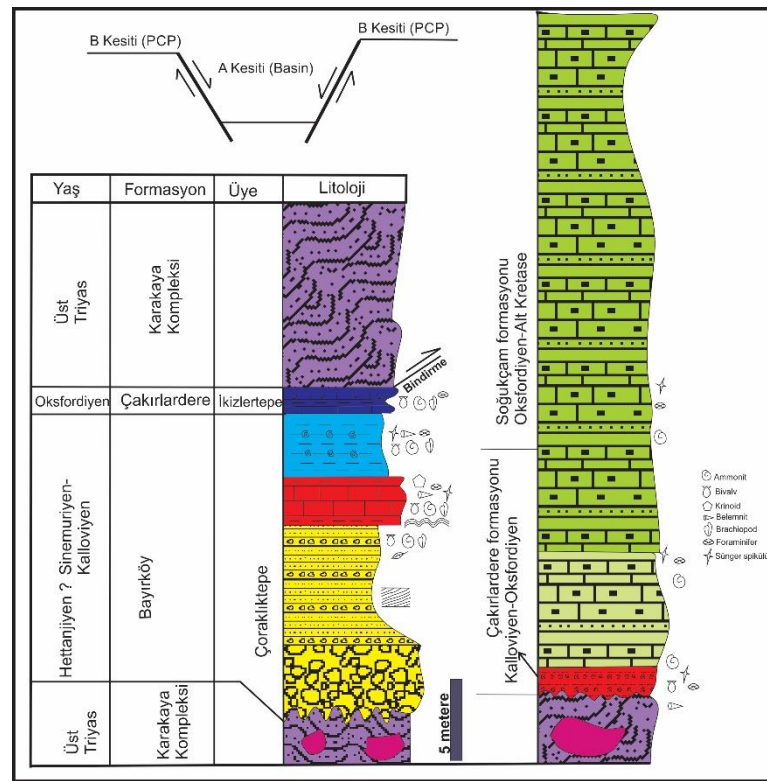 B Kesiti (PCP)
B Kesiti (PCP)
A Kesiti (Basin)
Yaş
Formasyon
Üye
Litoloji
Üst
Triyas
Karakaya
Kompleksi
Bindirme
Oksfordiyen
Çakırlardere
İkizlertepe
Hettanjiyen ? Sinemuriyen-
Kalloviyen
Bayırköy
Çoraklıktepe
Üst
Triyas
Karakaya
Kompleksi
5 metere
Soğukçam formasyonu
Oksfordiyen-Alt Kretase
Çakırlardere formasyonu
Kalloviyen-Oksfordiyen
Ammonit
Bivalv
Krinoid
Belemnit
Brachiopod
Foraminifer
Sünger spikülü